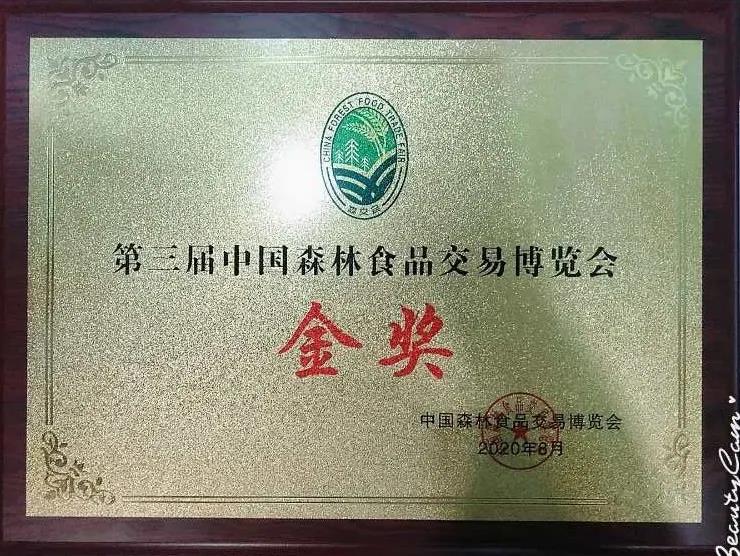 CHINA FOREST FOOD TRADE FAIR
森交会
第三届中国森林食品交易博览会
金奖
中国森林食品交易博览会
2020年8月
BeautyCam